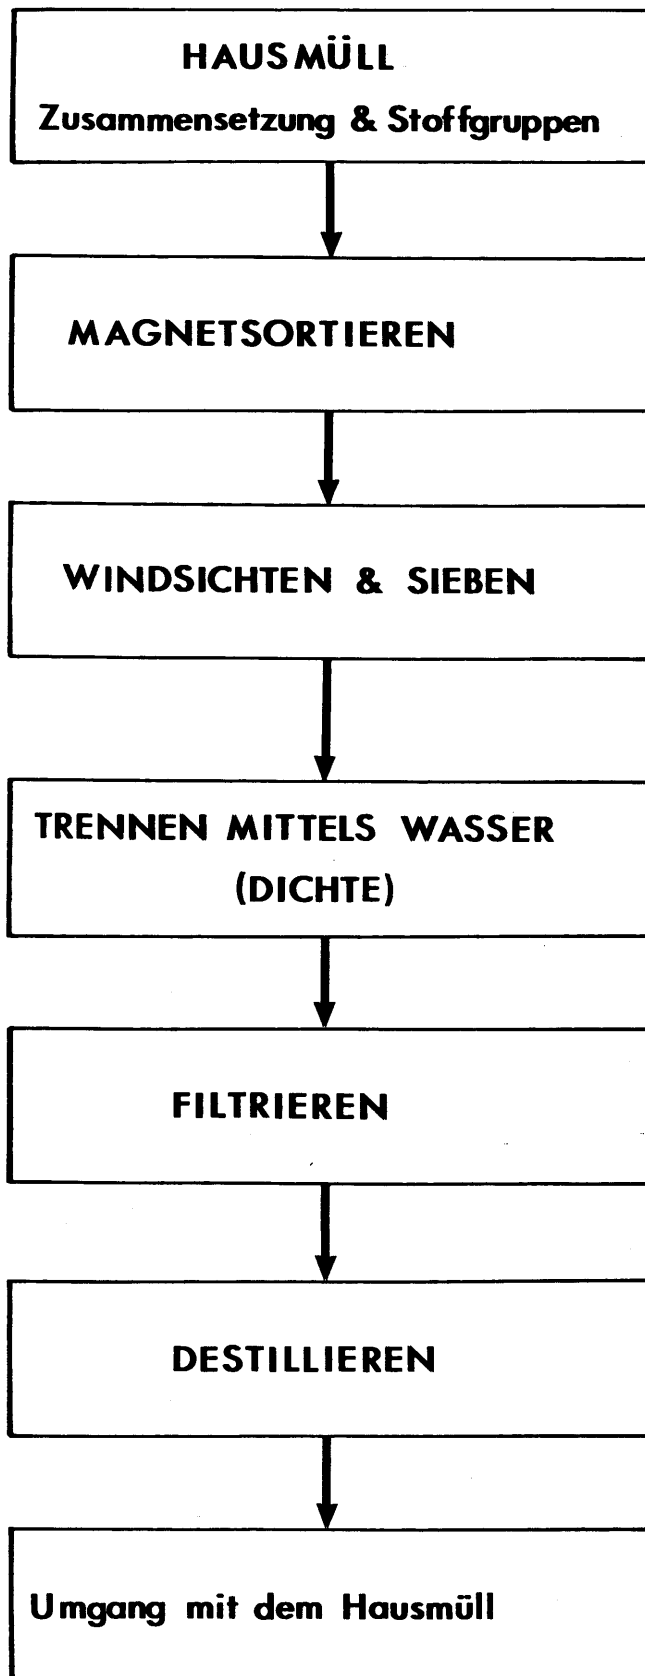 HAUSMÜLL
Zusammensetzung & Stoffgruppen
MAGNETSORTIEREN
WINDSICHTEN & SIEBEN
TRENNEN MITTELS WASSER
(DICHTE)
FILTRIEREN
DESTILLIEREN
Umgang mit dem Hausmüll